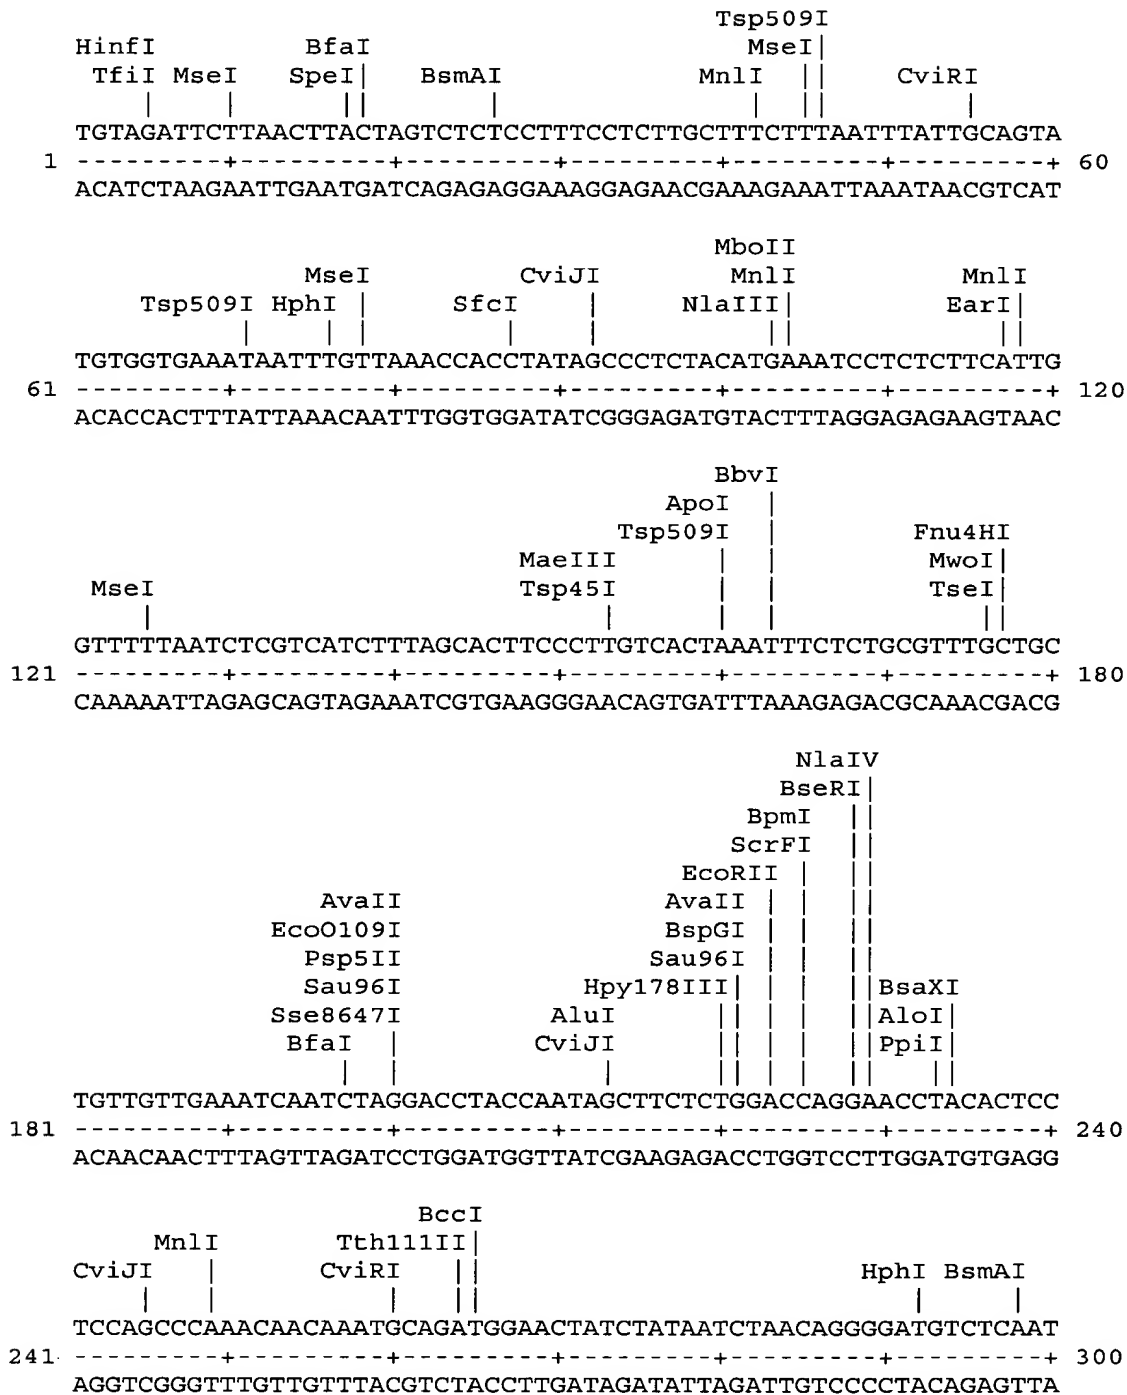 Tsp509I
HinfI BfaI MseI
TfiI MseI SpeI BsmAI MnlI CviRI
TGTAGATTCTTAACTTACTAGTCTCTCCTTTCCTCTTGCTTTCTTTAATTTATTGCAGTA
1 ---------+---------+---------+---------+---------+---------+ 60
ACATCTAAGAATTGAATGATCAGAGAGGAAAGGAGAACGAAAGAAATTAAATAACGTCAT
MboII
MseI CviJI MnlI MnlI
Tsp509I HphI SfcI NlaIII EarI
TGTGGTGAAATAATTTGTTAAACCACCTATAGCCCTCTACATGAAATCCTCTCTTCATTG
61 ---------+---------+---------+---------+---------+---------+ 120
ACACCACTTTATTAAACAATTTGGTGGATATCGGGAGATGTACTTTAGGAGAGAAGTAAC
BbvI
ApoI
Tsp509I Fnu4HI
MaeIII MwoI
MseI Tsp45I TseI
GTTTTTAATCTCGTCATCTTTAGCACTTCCCTTGTCACTAAATTTCTCTGCGTTTGCTGC
121 ---------+---------+---------+---------+---------+---------+ 180
CAAAAATTAGAGCAGTAGAAATCGTGAAGGGAACAGTGATTTAAAGAGACGCAAACGACG
NlaIV
BseRI
BpmI
ScrFI
EcoRII
AvaII AvaII
EcoO109I BspGI
Psp5II Sau96I
Sau96I Hpy178III BsaXI
Sse8647I AluI AloI
BfaI CviJI PpiI
TGTTGTTGAAATCAATCTAGGACCTACCAATAGCTTCTCTGGACCAGGAACCTACACTCC
181 ---------+---------+---------+---------+---------+---------+ 240
ACAACAACTTTAGTTAGATCCTGGATGGTTATCGAAGAGACCTGGTCCTTGGATGTGAGG
BccI
MnlI Tth111II
CviJI CviRI HphI BsmAI
TCCAGCCCAAACAACAAATGCAGATGGAACTATCTATAATCTAACAGGGGATGTCTCAAT
241 ---------+---------+---------+---------+---------+---------+ 300
AGGTCGGGTTTGTTGTTTACGTCTACCTTGATAGATATTAGATTGTCCCCTACAGAGTTA